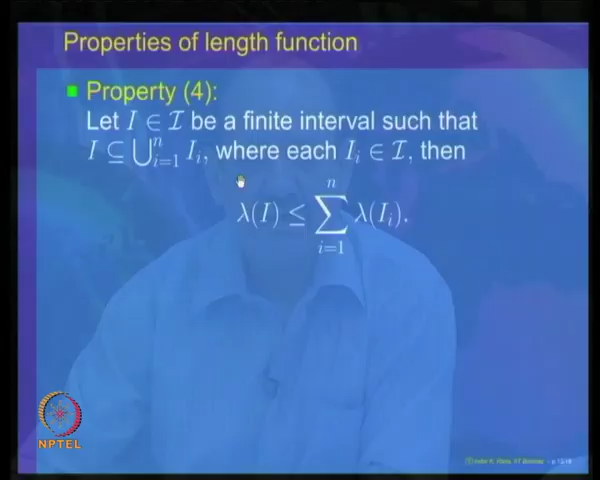 Properties of length function
Property (4):
Let I ∈ 𝓘 be a finite interval such that
I ⊆ ⋃ⁿᵢ₌₁ Iᵢ, where each Iᵢ ∈ 𝓘, then
λ(I) ≤ ∑ⁿᵢ₌₁ λ(Iᵢ).
NPTEL